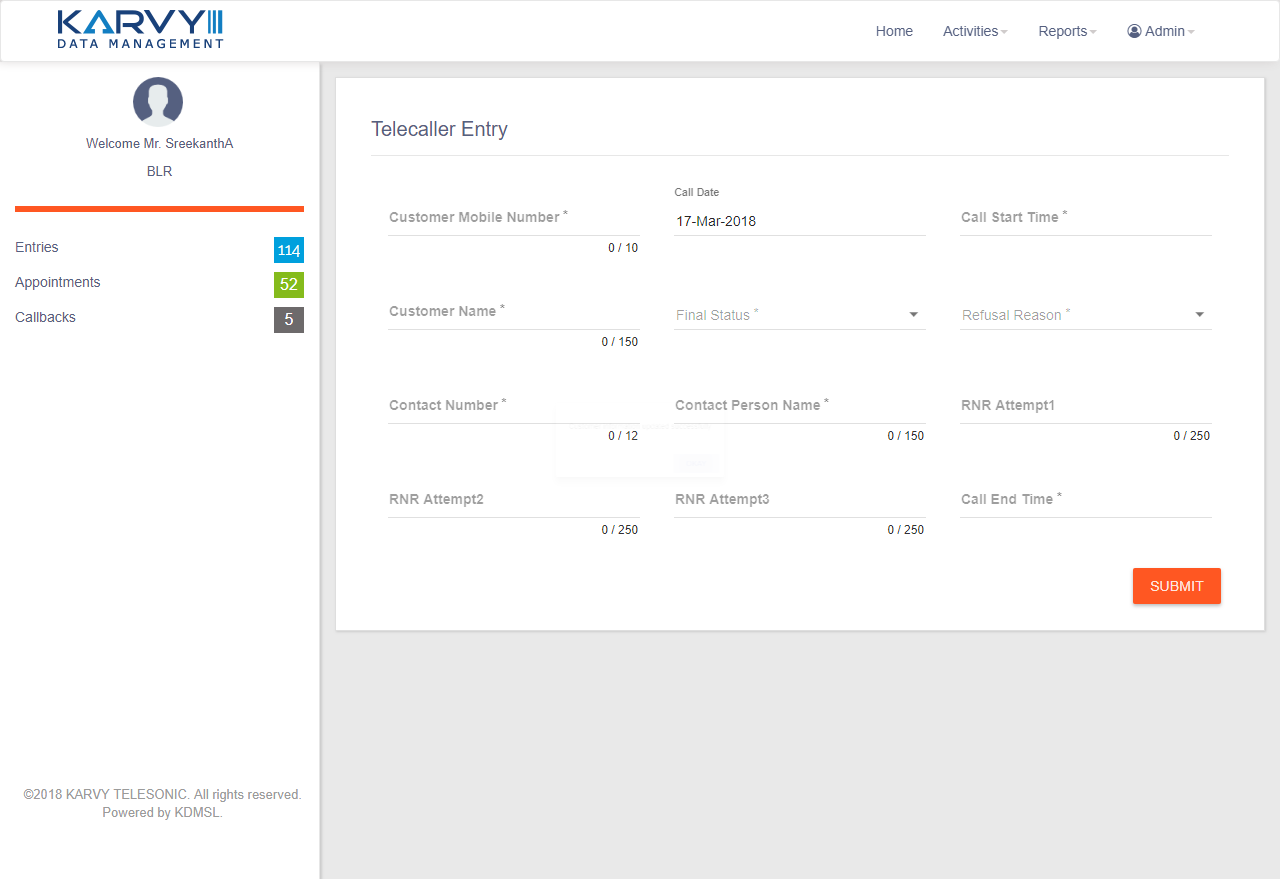 KARVY
DATA MANAGEMENT
Home Activities Reports Admin
Welcome Mr. SreekanthA
BLR
Entries 114
Appointments 52
Callbacks 5
©2018 KARVY TELESONIC. All rights reserved.
Powered by KDMSL.
Telecaller Entry
Customer Mobile Number *
0 / 10
Call Date
17-Mar-2018
Call Start Time *
Customer Name *
0 / 150
Final Status *
Refusal Reason *
Contact Number *
0 / 12
Contact Person Name *
0 / 150
RNR Attempt1
0 / 250
RNR Attempt2
0 / 250
RNR Attempt3
0 / 250
Call End Time *
SUBMIT